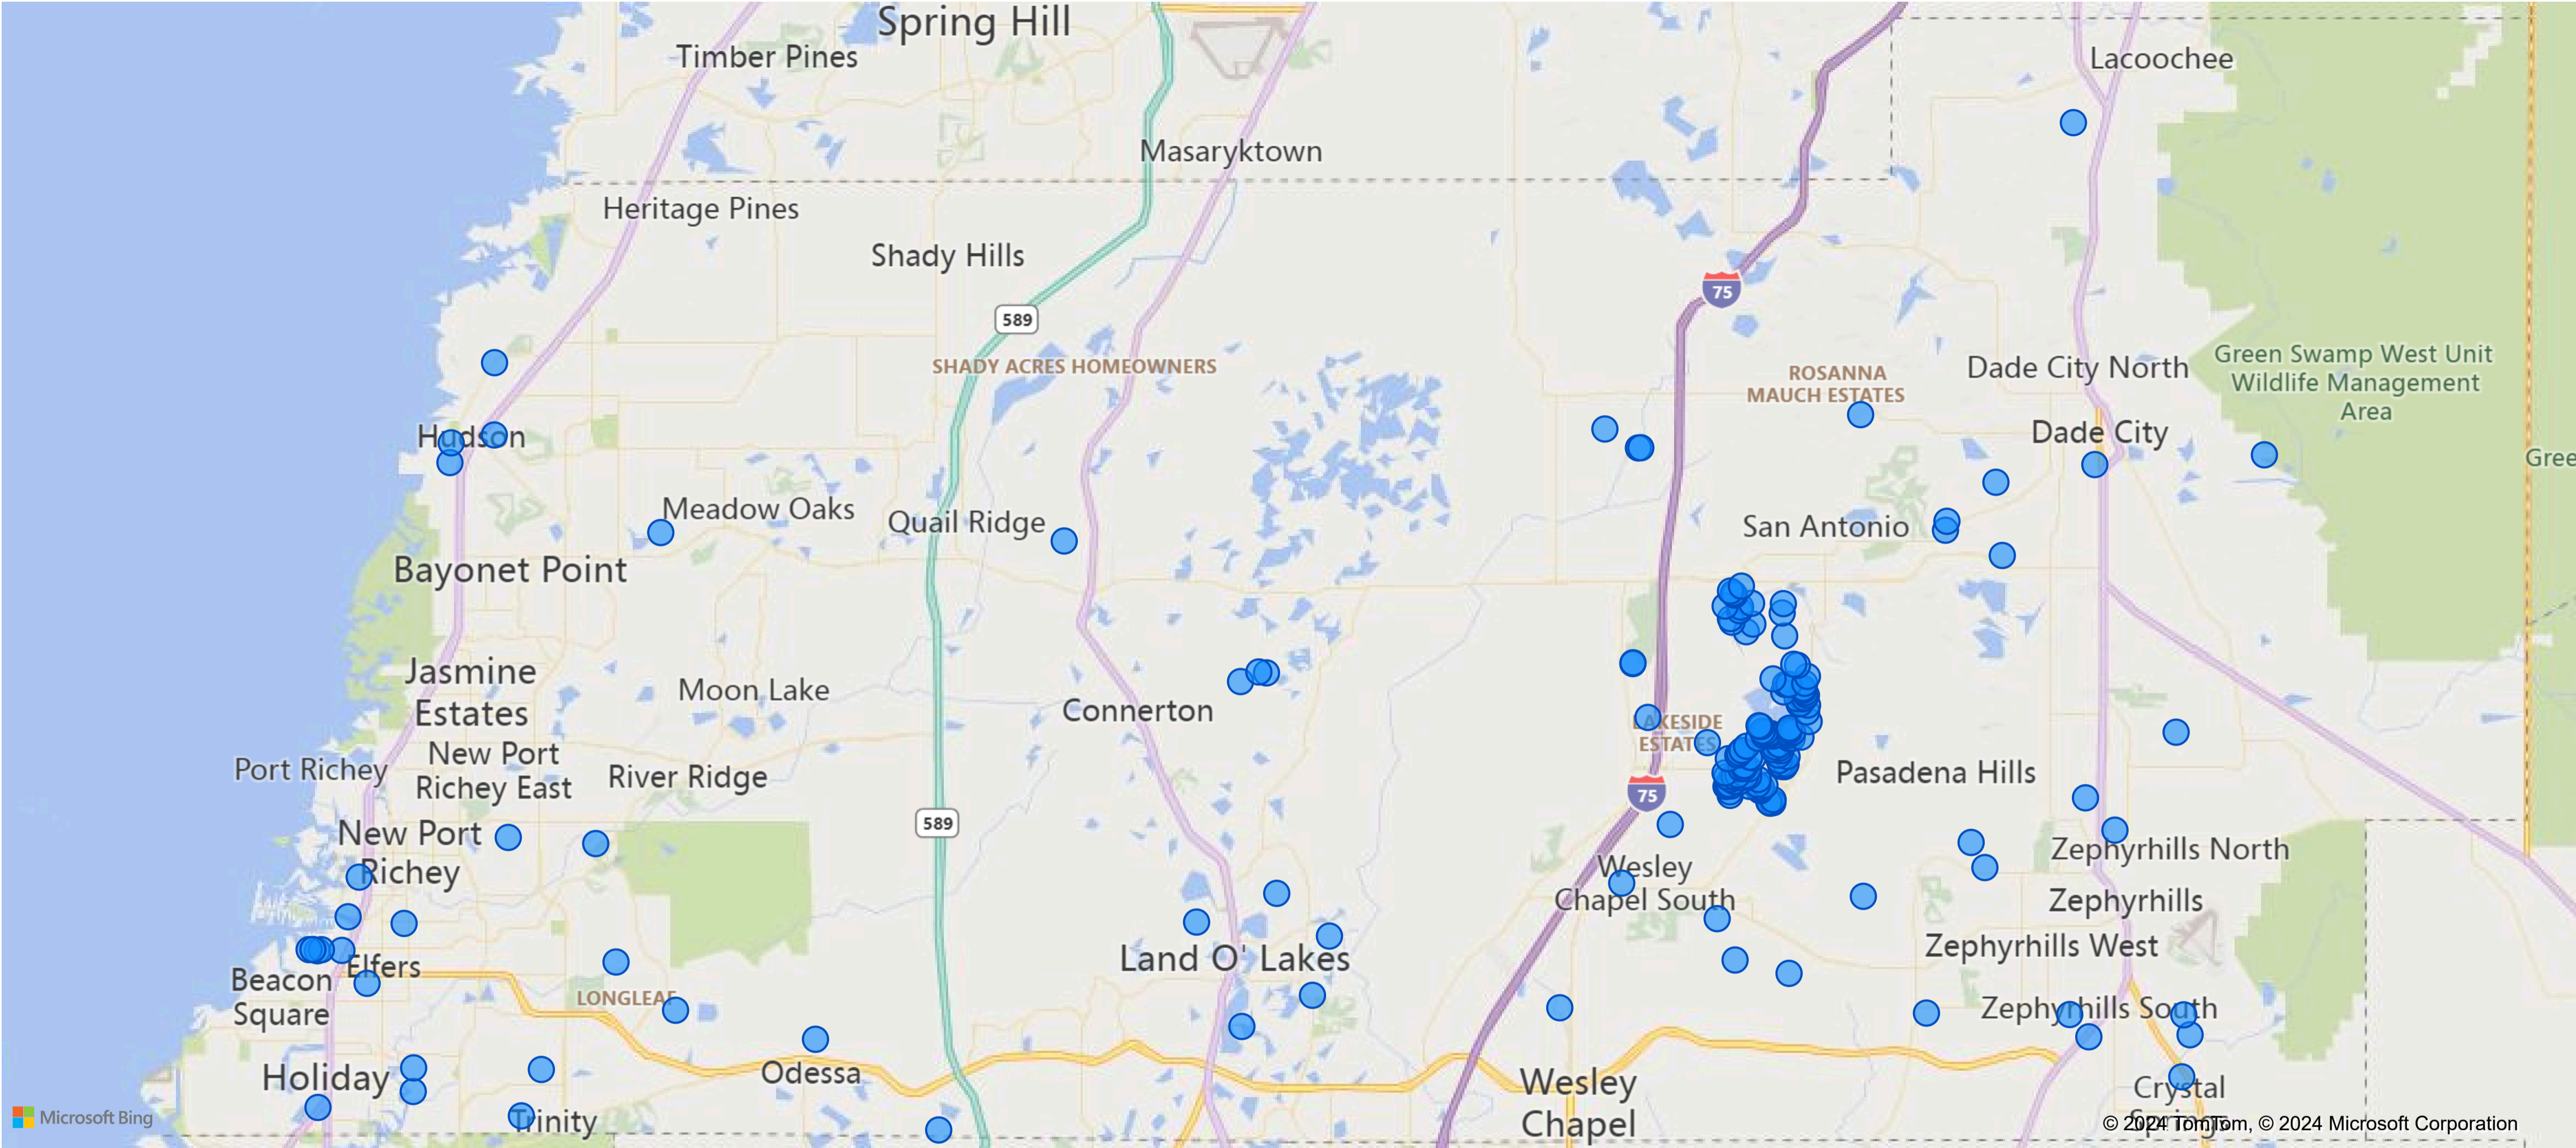 Spring Hill
Timber Pines
Lacoochee
Masaryktown
Heritage Pines
Shady Hills
75
589
SHADY ACRES HOMEOWNERS
ROSANNA
MAUCH ESTATES
Dade City North
Green Swamp West Unit
Wildlife Management
Area
Hudson
Dade City
Gree
Meadow Oaks
Quail Ridge
San Antonio
Bayonet Point
Jasmine
Estates
Moon Lake
Connerton
LAKESIDE
ESTATES
New Port
Richey East
Port Richey
River Ridge
Pasadena Hills
75
589
New Port
Richey
Wesley
Chapel South
Zephyrhills North
Zephyrhills
Zephyrhills West
Land O' Lakes
Elfers
Beacon
Square
LONGLEAF
Zephyrhills South
Odessa
Holiday
Wesley
Chapel
Crystal
Springs
Trinity
Microsoft Bing
© 2024 TomTom, © 2024 Microsoft Corporation